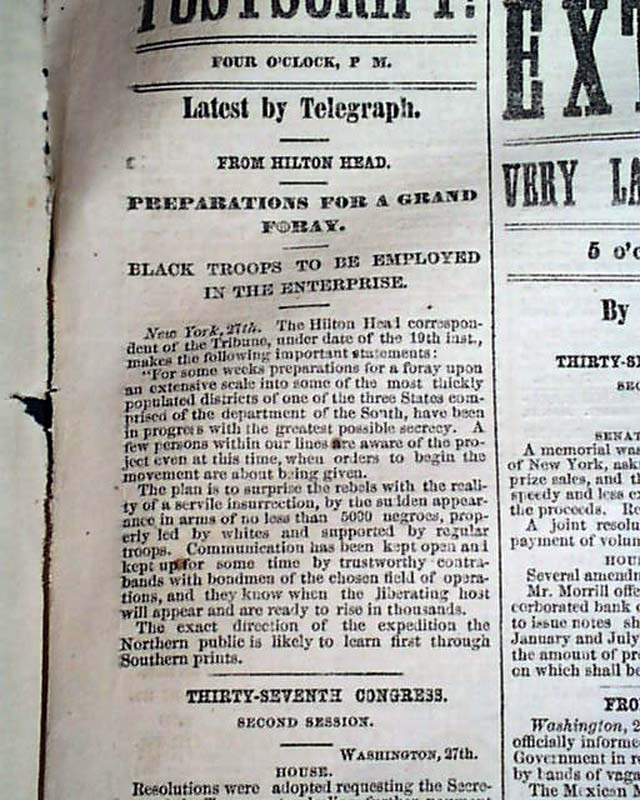 POSTSCRIPT!
FOUR O'CLOCK, P M.
Latest by Telegraph.
FROM HILTON HEAD.
PREPARATIONS FOR A GRAND
FORAY.
BLACK TROOPS TO BE EMPLOYED
IN THE ENTERPRISE.
New York, 27th. The Hilton Head correspon-
dent of the Tribune, under date of the 19th inst.,
makes the following important statements:
"For some weeks preparations for a foray upon
an extensive scale into some of the most thickly
populated districts of one of the three States com-
prised of the department of the South, have been
in progress with the greatest possible secrecy. A
few persons within our lines are aware of the pro-
ject even at this time, when orders to begin the
movement are about being given.
The plan is to surprise the rebels with the reali-
ty of a servile insurrection, by the sudden appear-
ance in arms of no less than 5000 negroes, prop-
erly led by whites and supported by regular
troops. Communication has been kept open and
kept up for some time by trustworthy contra-
bands with bondmen of the chosen field of opera-
tions, and they know when the liberating host
will appear and are ready to rise in thousands.
The exact direction of the expedition the
Northern public is likely to learn first through
Southern prints.
THIRTY-SEVENTH CONGRESS.
SECOND SESSION.
WASHINGTON, 27th.
HOUSE.
Resolutions were adopted requesting the Secre-
EXT
VERY LA
5 o'c
By
THIRTY-SE
SEC
SENAT
A memorial was
of New York, ask
prize sales, and th
speedy and less ex
the proceeds. Re
A joint resolu
payment of volun
HOUS
Several amendm
Mr. Morrill offe
corborated bank
to issue notes sh
January and July
the amount of pr
on which shall be
FRO
Washington, 2
officially informe
Government in re
by bands of vaga
The Mexican M